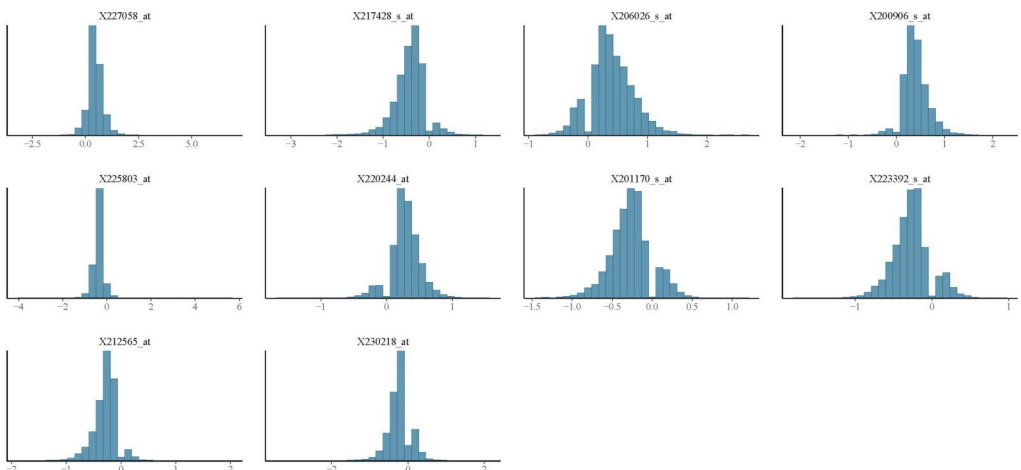 X227058_at X217428_s_at X206026_s_at X200906_s_at
−2.5 0.0 2.5 5.0 −3 −2 −1 0 1 −1 0 1 2 −2 −1 0 1 2
X225803_at X220244_at X201170_s_at X223392_s_at
−4 −2 0 2 4 6 −1 0 1 −1.5 −1.0 −0.5 0.0 0.5 1.0 −1 0 1
X212565_at X230218_at
−2 −1 0 1 2 −2 0 2